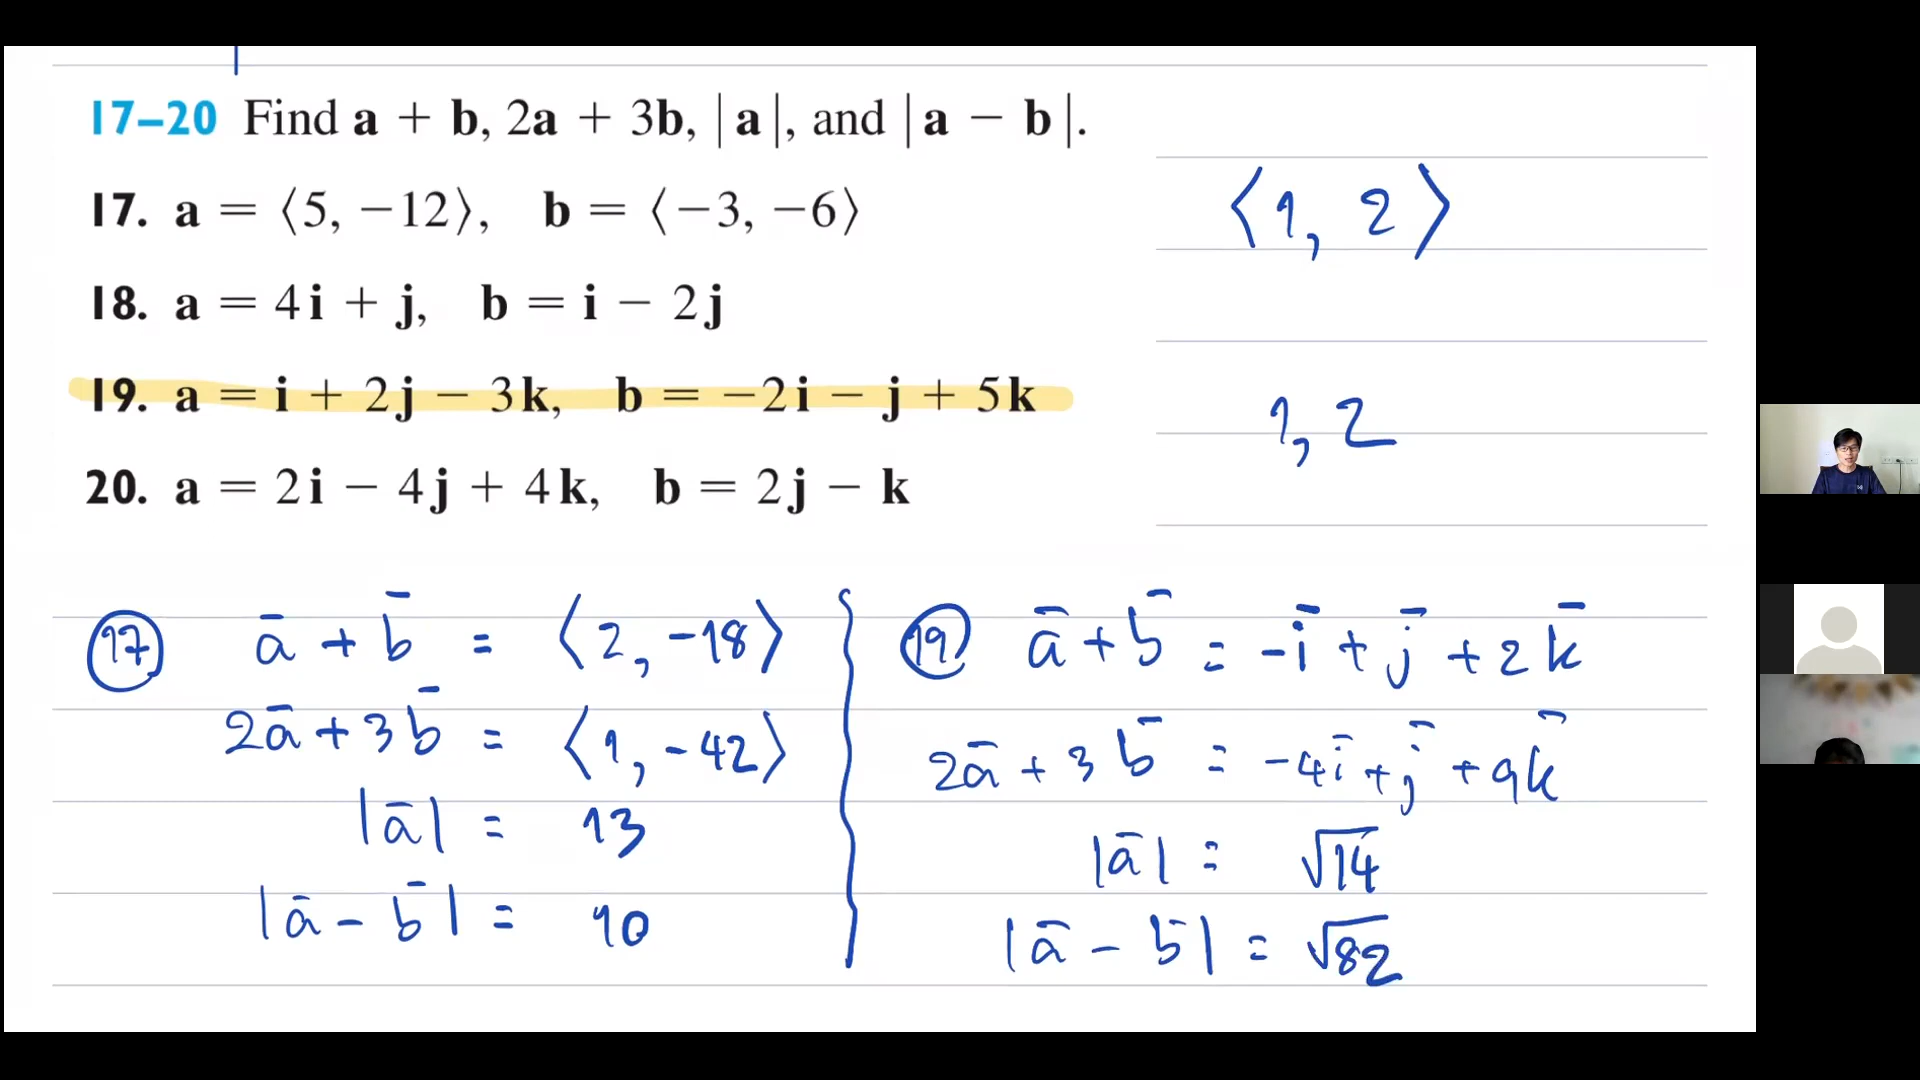 17–20 Find a + b, 2a + 3b, |a|, and |a − b|.
17. a = ⟨5, −12⟩, b = ⟨−3, −6⟩
18. a = 4i + j, b = i − 2j
19. a = i + 2j − 3k, b = −2i − j + 5k
20. a = 2i − 4j + 4k, b = 2j − k
⟨1, 2⟩
1, 2
17 a̅ + b̅ = ⟨2, -18⟩
2a̅ + 3b̅ = ⟨1, -42⟩
|a̅| = 13
|a̅ - b̅| = 10
19 a̅ + b̅ = -i̅ + j̅ + 2k̅
2a̅ + 3b̅ = -4i̅ + j̅ + 9k̅
|a̅| = √14
|a̅ - b̅| = √82